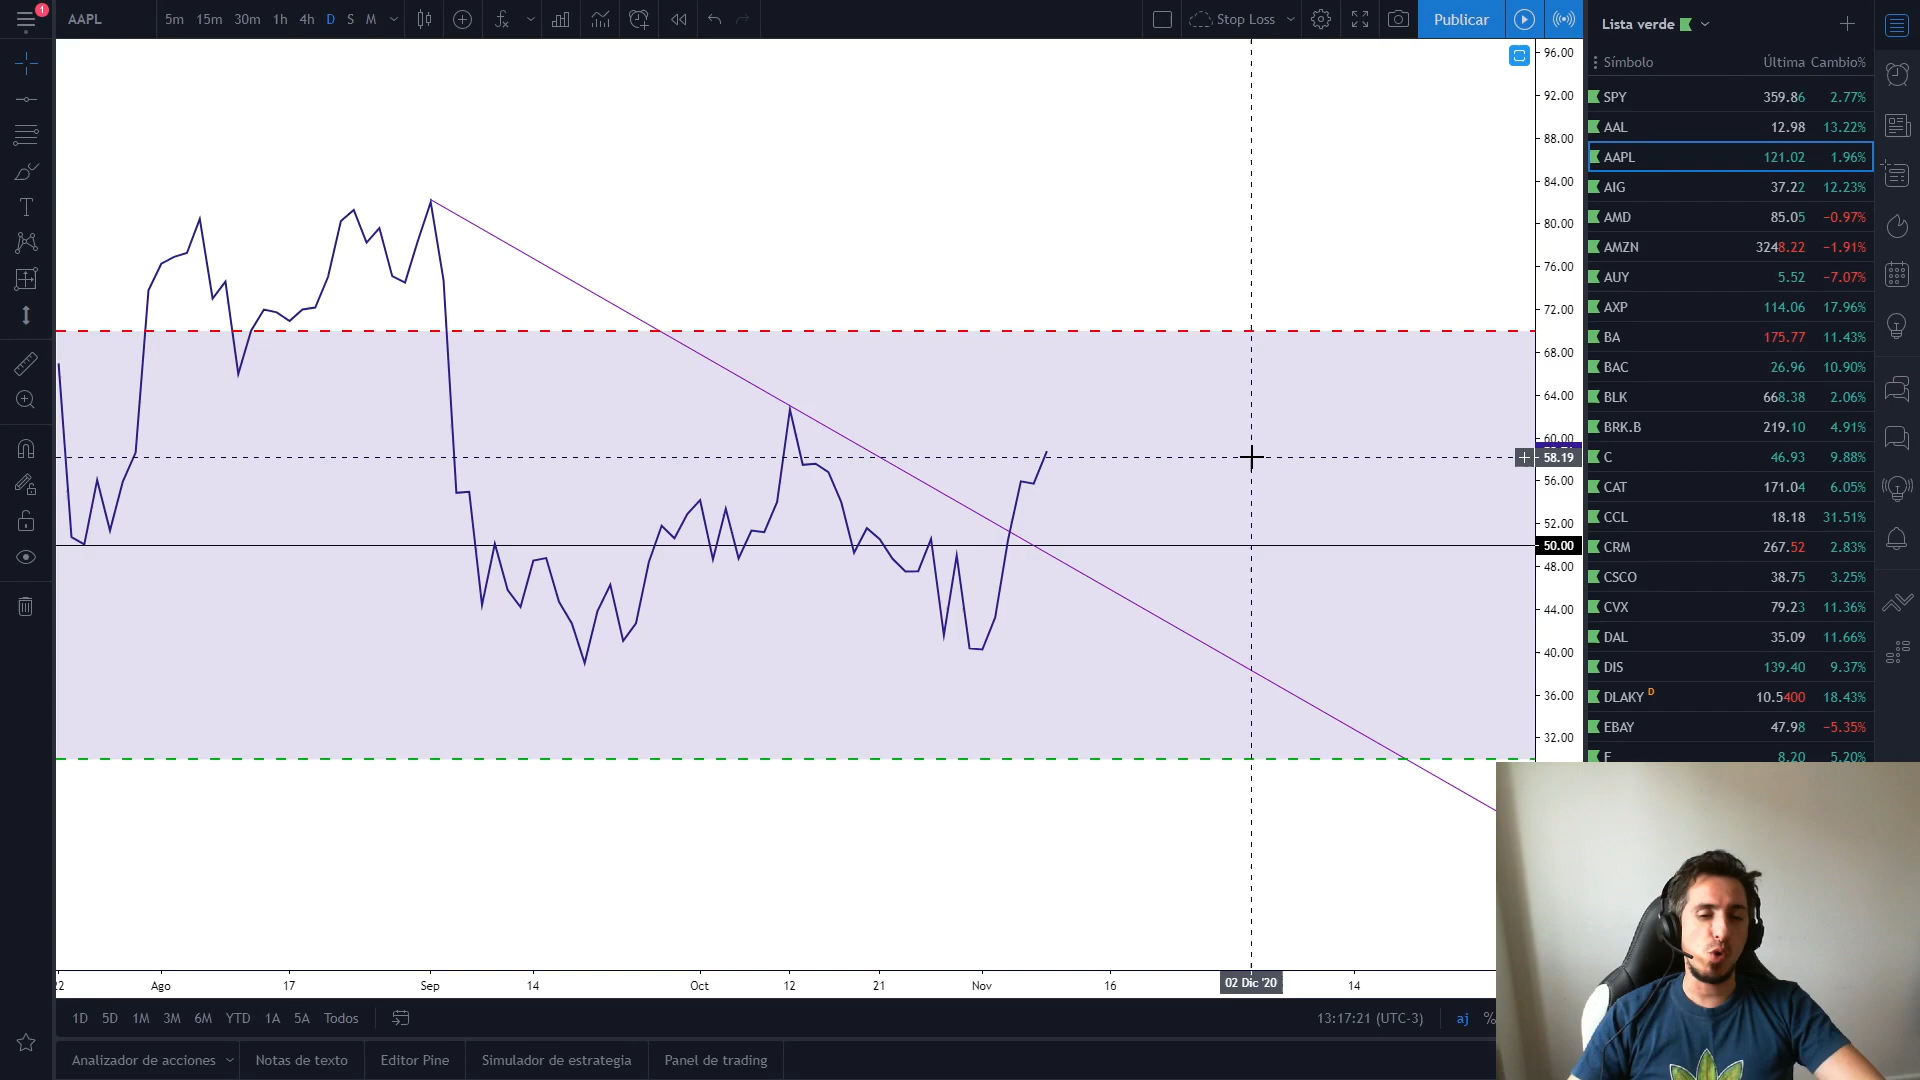 1
AAPL
5m 15m 30m 1h 4h D S M
Stop Loss
Publicar
Lista verde
Símbolo Última Cambio%
SPY 359.86 2.77%
AAL 12.98 13.22%
AAPL 121.02 1.96%
AIG 37.22 12.23%
AMD 85.05 −0.97%
AMZN 3248.22 −1.91%
AUY 5.52 −7.07%
AXP 114.06 17.96%
BA 175.77 11.43%
BAC 26.96 10.90%
BLK 668.38 2.06%
BRK.B 219.10 4.91%
C 46.93 9.88%
CAT 171.04 6.05%
CCL 18.18 31.51%
CRM 267.52 2.83%
CSCO 38.75 3.25%
CVX 79.23 11.36%
DAL 35.09 11.66%
DIS 139.40 9.37%
DLAKY D 10.5400 18.43%
EBAY 47.98 −5.35%
F 8.20 5.20%
96.00
92.00
88.00
84.00
80.00
76.00
72.00
68.00
64.00
60.00
58.19
56.00
52.00
50.00
48.00
44.00
40.00
36.00
32.00
22 Ago 17 Sep 14 Oct 12 21 Nov 16 02 Dic '20 14
1D 5D 1M 3M 6M YTD 1A 5A Todos
13:17:21 (UTC-3) aj %
Analizador de acciones Notas de texto Editor Pine Simulador de estrategia Panel de trading